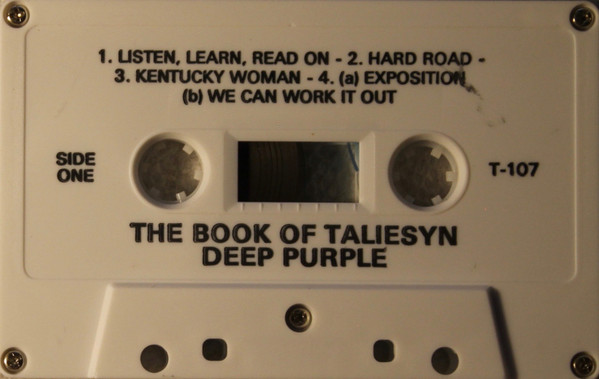 1. LISTEN, LEARN, READ ON - 2. HARD ROAD -
3. KENTUCKY WOMAN - 4. (a) EXPOSITION
(b) WE CAN WORK IT OUT
SIDE
ONE
T-107
THE BOOK OF TALIESYN
DEEP PURPLE